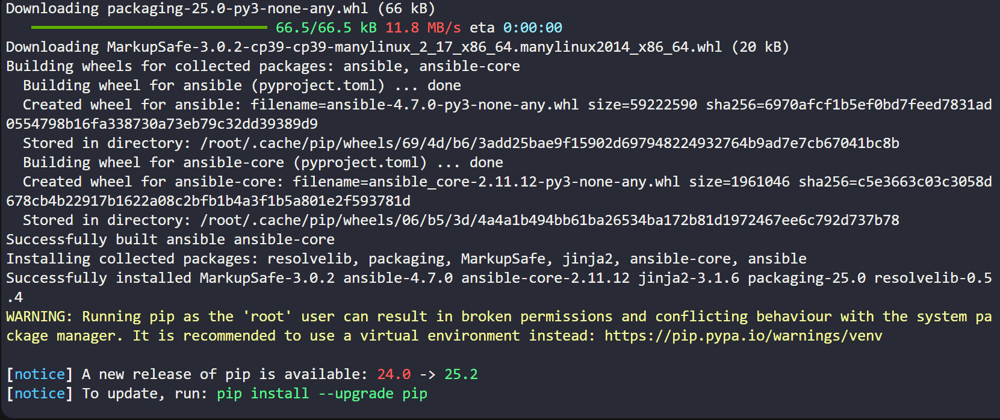 Downloading packaging-25.0-py3-none-any.whl (66 kB)
66.5/66.5 kB 11.8 MB/s eta 0:00:00
Downloading MarkupSafe-3.0.2-cp39-cp39-manylinux_2_17_x86_64.manylinux2014_x86_64.whl (20 kB)
Building wheels for collected packages: ansible, ansible-core
Building wheel for ansible (pyproject.toml) ... done
Created wheel for ansible: filename=ansible-4.7.0-py3-none-any.whl size=59222590 sha256=6970afcf1b5ef0bd7feed7831ad
0554798b16fa338730a73eb79c32dd39389d9
Stored in directory: /root/.cache/pip/wheels/69/4d/b6/3add25bae9f15902d697948224932764b9ad7e7cb67041bc8b
Building wheel for ansible-core (pyproject.toml) ... done
Created wheel for ansible-core: filename=ansible_core-2.11.12-py3-none-any.whl size=1961046 sha256=c5e3663c03c3058d
678cb4b22917b1622a08c2bfb1b4a3f1b5a801e2f593781d
Stored in directory: /root/.cache/pip/wheels/06/b5/3d/4a4a1b494bb61ba26534ba172b81d1972467ee6c792d737b78
Successfully built ansible ansible-core
Installing collected packages: resolvelib, packaging, MarkupSafe, jinja2, ansible-core, ansible
Successfully installed MarkupSafe-3.0.2 ansible-4.7.0 ansible-core-2.11.12 jinja2-3.1.6 packaging-25.0 resolvelib-0.5
.4
WARNING: Running pip as the 'root' user can result in broken permissions and conflicting behaviour with the system pa
ckage manager. It is recommended to use a virtual environment instead: https://pip.pypa.io/warnings/venv
[notice] A new release of pip is available: 24.0 -> 25.2
[notice] To update, run: pip install --upgrade pip